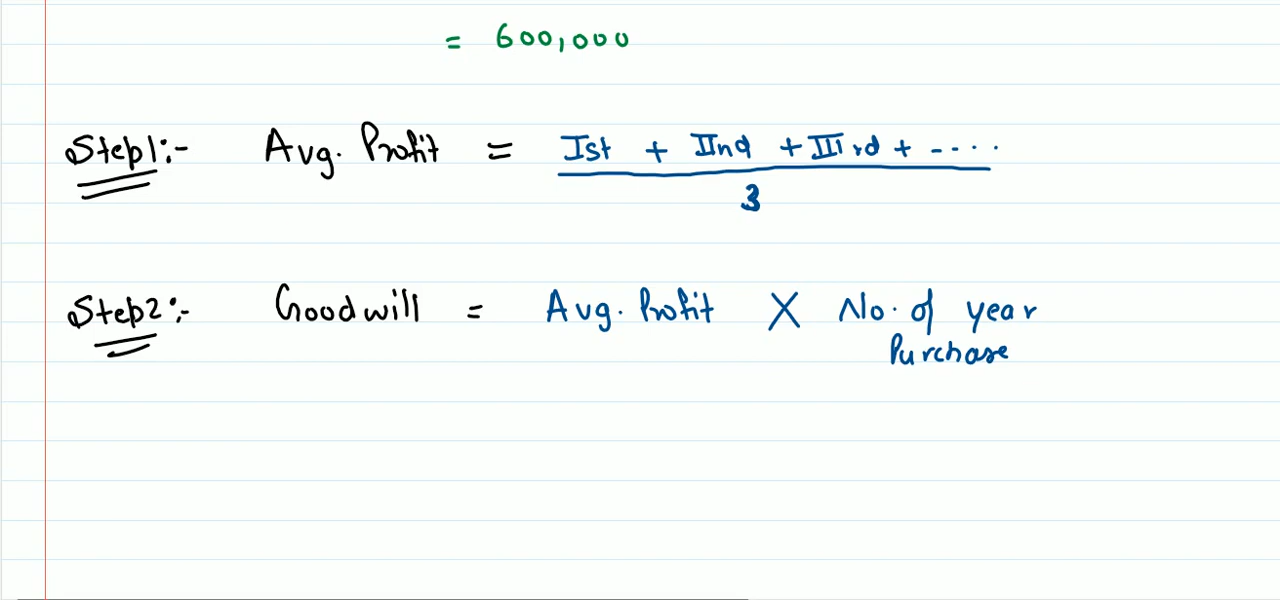 = 600,000
Step1:- Avg. Profit = Ist + IInd + IIIrd + ....
3
Step2:- Goodwill = Avg. Profit X No. of year
Purchase